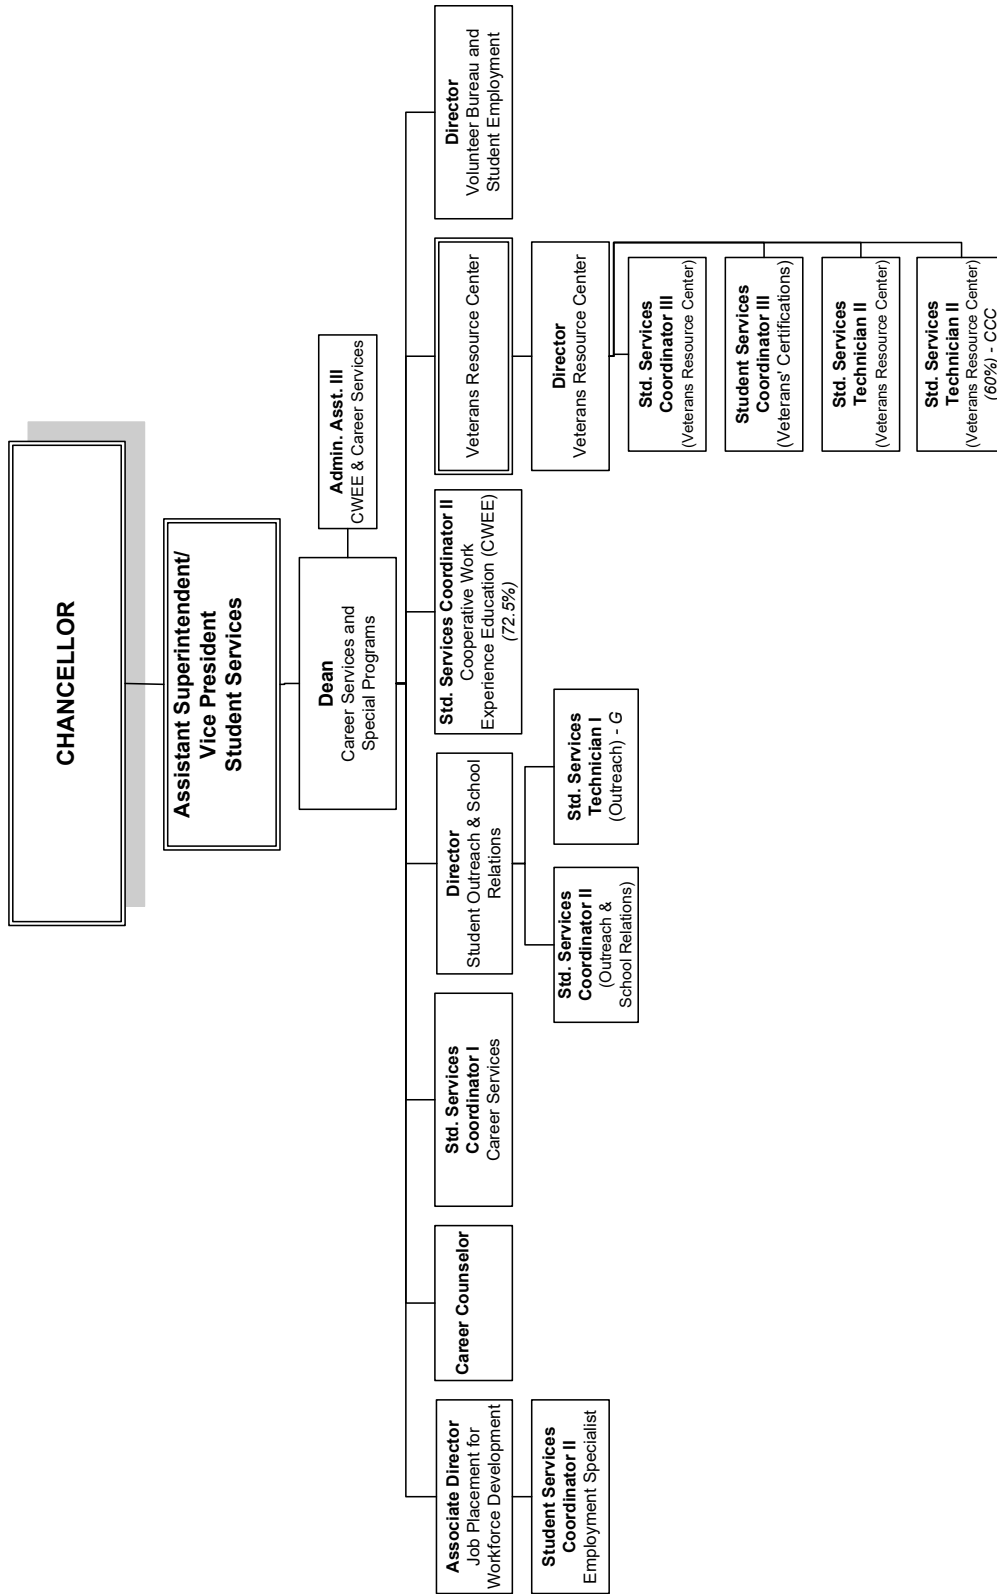 CHANCELLOR
Assistant Superintendent/
Vice President
Student Services
Dean
Career Services and
Special Programs
Admin. Asst. III
CWEE & Career Services
Associate Director
Job Placement for
Workforce Development
Student Services
Coordinator II
Employment Specialist
Career Counselor
Std. Services
Coordinator I
Career Services
Director
Student Outreach & School
Relations
Std. Services
Coordinator II
(Outreach &
School Relations)
Std. Services
Technician I
(Outreach) - G
Std. Services Coordinator II
Cooperative Work
Experience Education (CWEE)
(72.5%)
Veterans Resource Center
Director
Veterans Resource Center
Std. Services
Coordinator III
(Veterans Resource Center)
Student Services
Coordinator III
(Veterans' Certifications)
Std. Services
Technician II
(Veterans Resource Center)
Std. Services
Technician II
(Veterans Resource Center)
(60%) - CCC
Director
Volunteer Bureau and
Student Employment